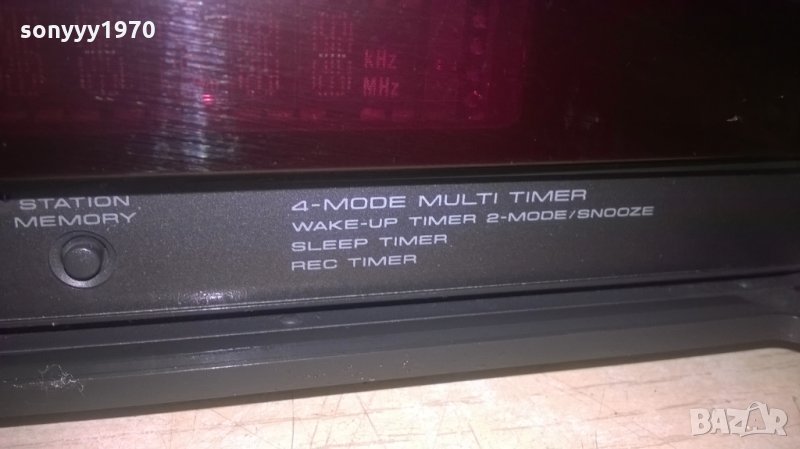 sonyyy1970
KHz
MHz
STATION
MEMORY
4-MODE MULTI TIMER
WAKE-UP TIMER 2-MODE/SNOOZE
SLEEP TIMER
REC TIMER
BAZAR